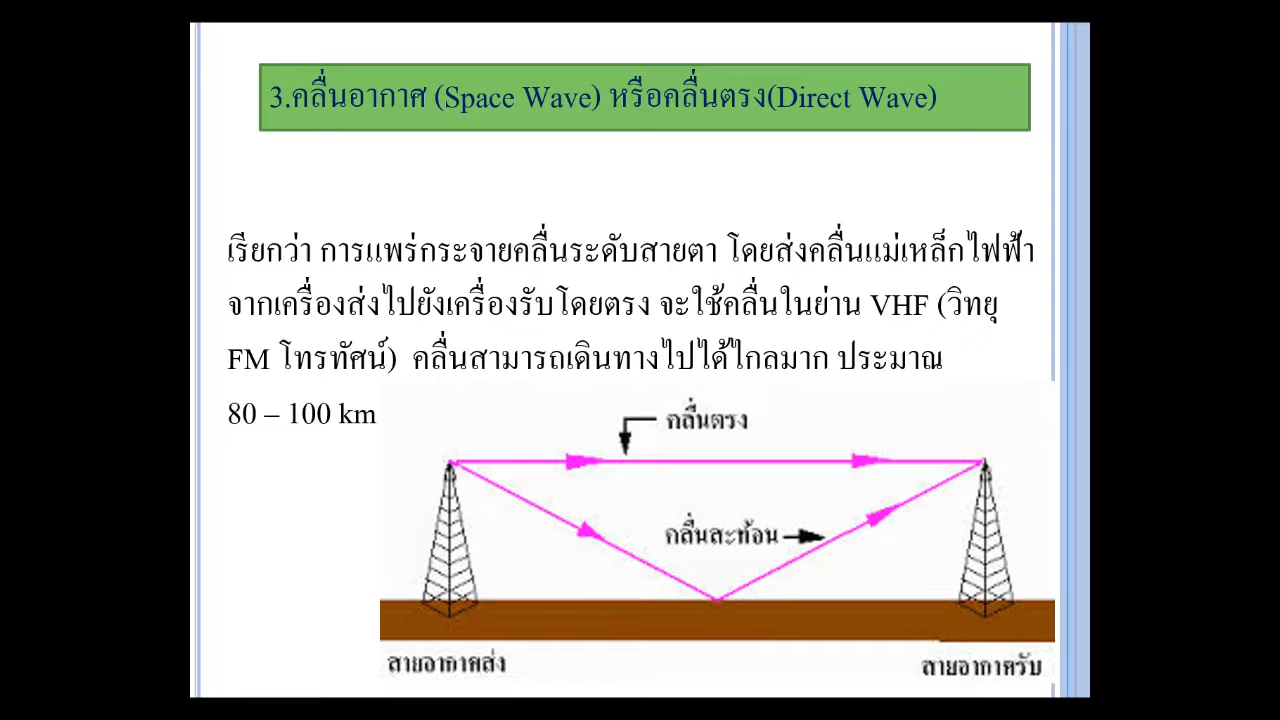 3.คลื่นอากาศ (Space Wave) หรือคลื่นตรง(Direct Wave)
เรียกว่า การแพร่กระจายคลื่นระดับสายตา โดยส่งคลื่นแม่เหล็กไฟฟ้า
จากเครื่องส่งไปยังเครื่องรับโดยตรง จะใช้คลื่นในย่าน VHF (วิทยุ
FM โทรทัศน์) คลื่นสามารถเดินทางไปได้ไกลมาก ประมาณ
80 – 100 km
คลื่นตรง
คลื่นสะท้อน
สายอากาศส่ง
สายอากาศรับ